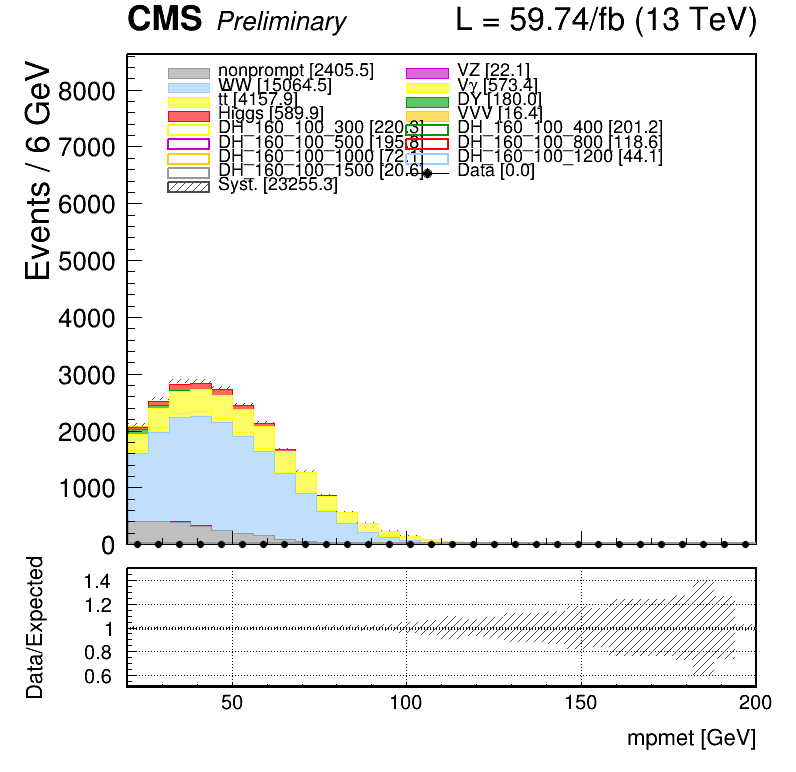 CMS Preliminary L = 59.74/fb (13 TeV)
Events / 6 GeV
nonprompt [2405.5] VZ [22.1]
WW [15064.5] Vγ [573.4]
tt [4157.9] DY [180.0]
Higgs [589.9] VVV [16.4]
DH_160_100_300 [220.3] DH_160_100_400 [201.2]
DH_160_100_500 [195.8] DH_160_100_800 [118.6]
DH_160_100_1000 [72.1] DH_160_100_1200 [44.1]
DH_160_100_1500 [20.6] Data [0.0]
Syst. [23255.3]
8000
7000
6000
5000
4000
3000
2000
1000
0
Data/Expected
1.4
1.2
1
0.8
0.6
50 100 150 200
mpmet [GeV]